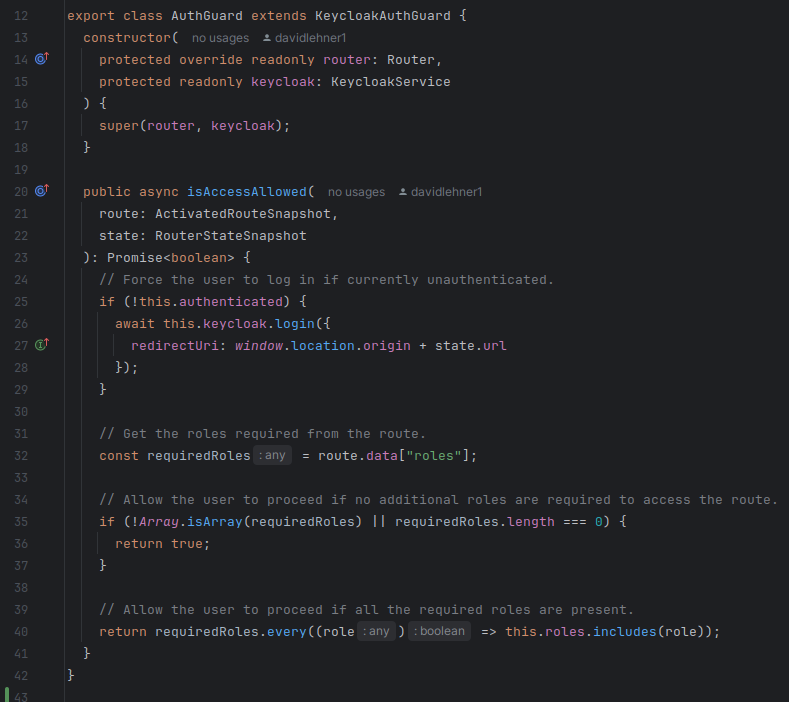 12 export class AuthGuard extends KeycloakAuthGuard {
13 constructor( no usages davidlehner1
14 protected override readonly router: Router,
15 protected readonly keycloak: KeycloakService
16 ) {
17 super(router, keycloak);
18 }
19
20 public async isAccessAllowed( no usages davidlehner1
21 route: ActivatedRouteSnapshot,
22 state: RouterStateSnapshot
23 ): Promise<boolean> {
24 // Force the user to log in if currently unauthenticated.
25 if (!this.authenticated) {
26 await this.keycloak.login({
27 redirectUri: window.location.origin + state.url
28 });
29 }
30
31 // Get the roles required from the route.
32 const requiredRoles : any = route.data["roles"];
33
34 // Allow the user to proceed if no additional roles are required to access the route.
35 if (!Array.isArray(requiredRoles) || requiredRoles.length === 0) {
36 return true;
37 }
38
39 // Allow the user to proceed if all the required roles are present.
40 return requiredRoles.every((role : any ) : boolean => this.roles.includes(role));
41 }
42 }
43